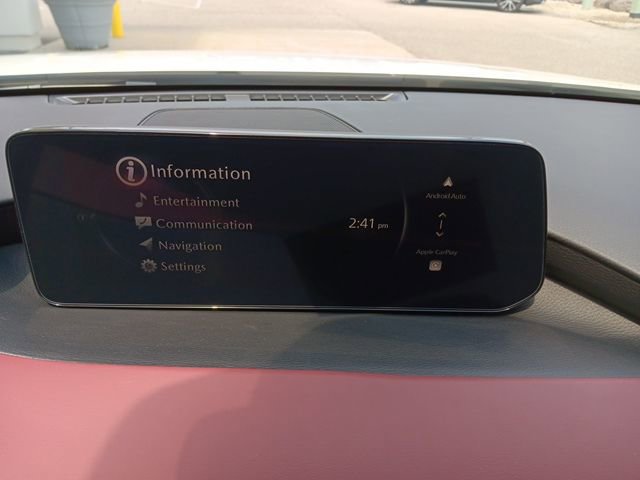 Information
Entertainment
Communication
Navigation
Settings
2:41 pm
Android Auto
Apple CarPlay